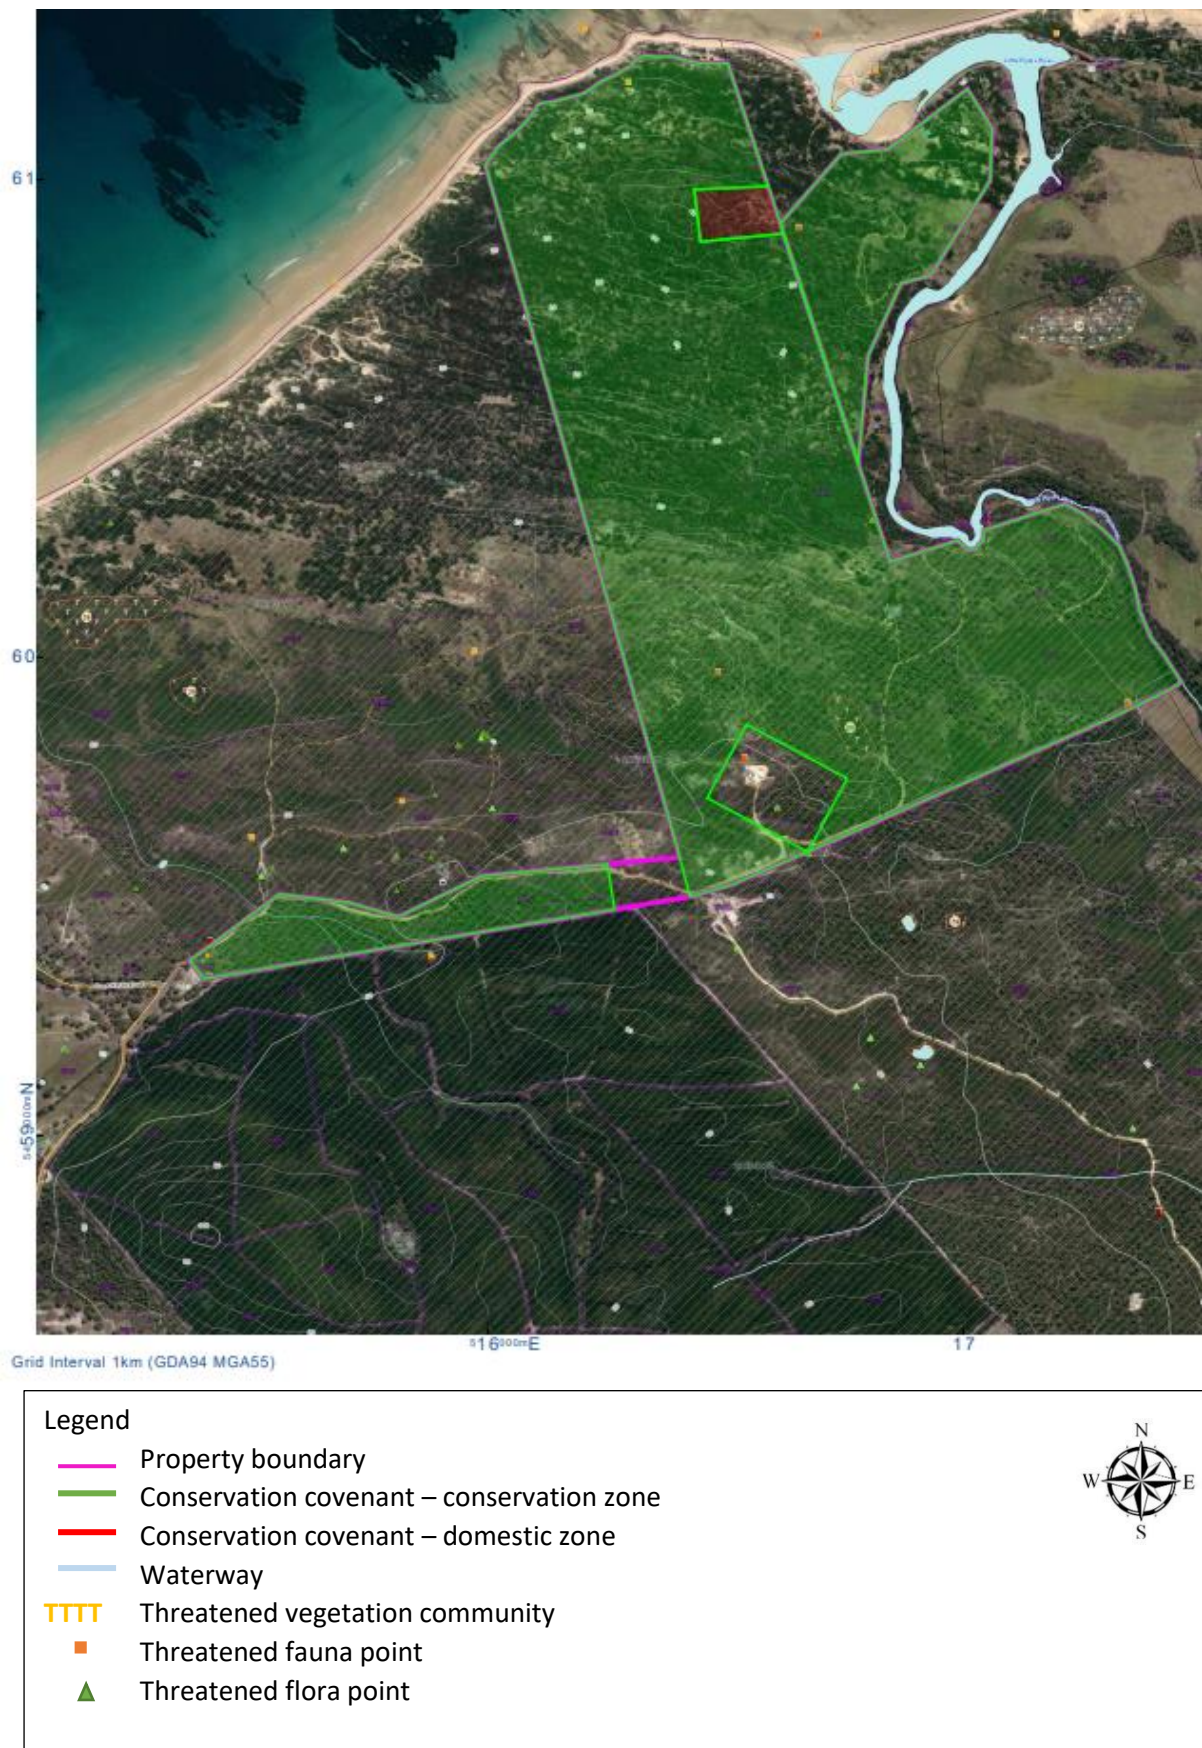 61
60
5459000mN
516000mE
17
Grid Interval 1km (GDA94 MGA55)
Legend
N
W
E
S
Property boundary
Conservation covenant – conservation zone
Conservation covenant – domestic zone
Waterway
TTTT Threatened vegetation community
Threatened fauna point
Threatened flora point